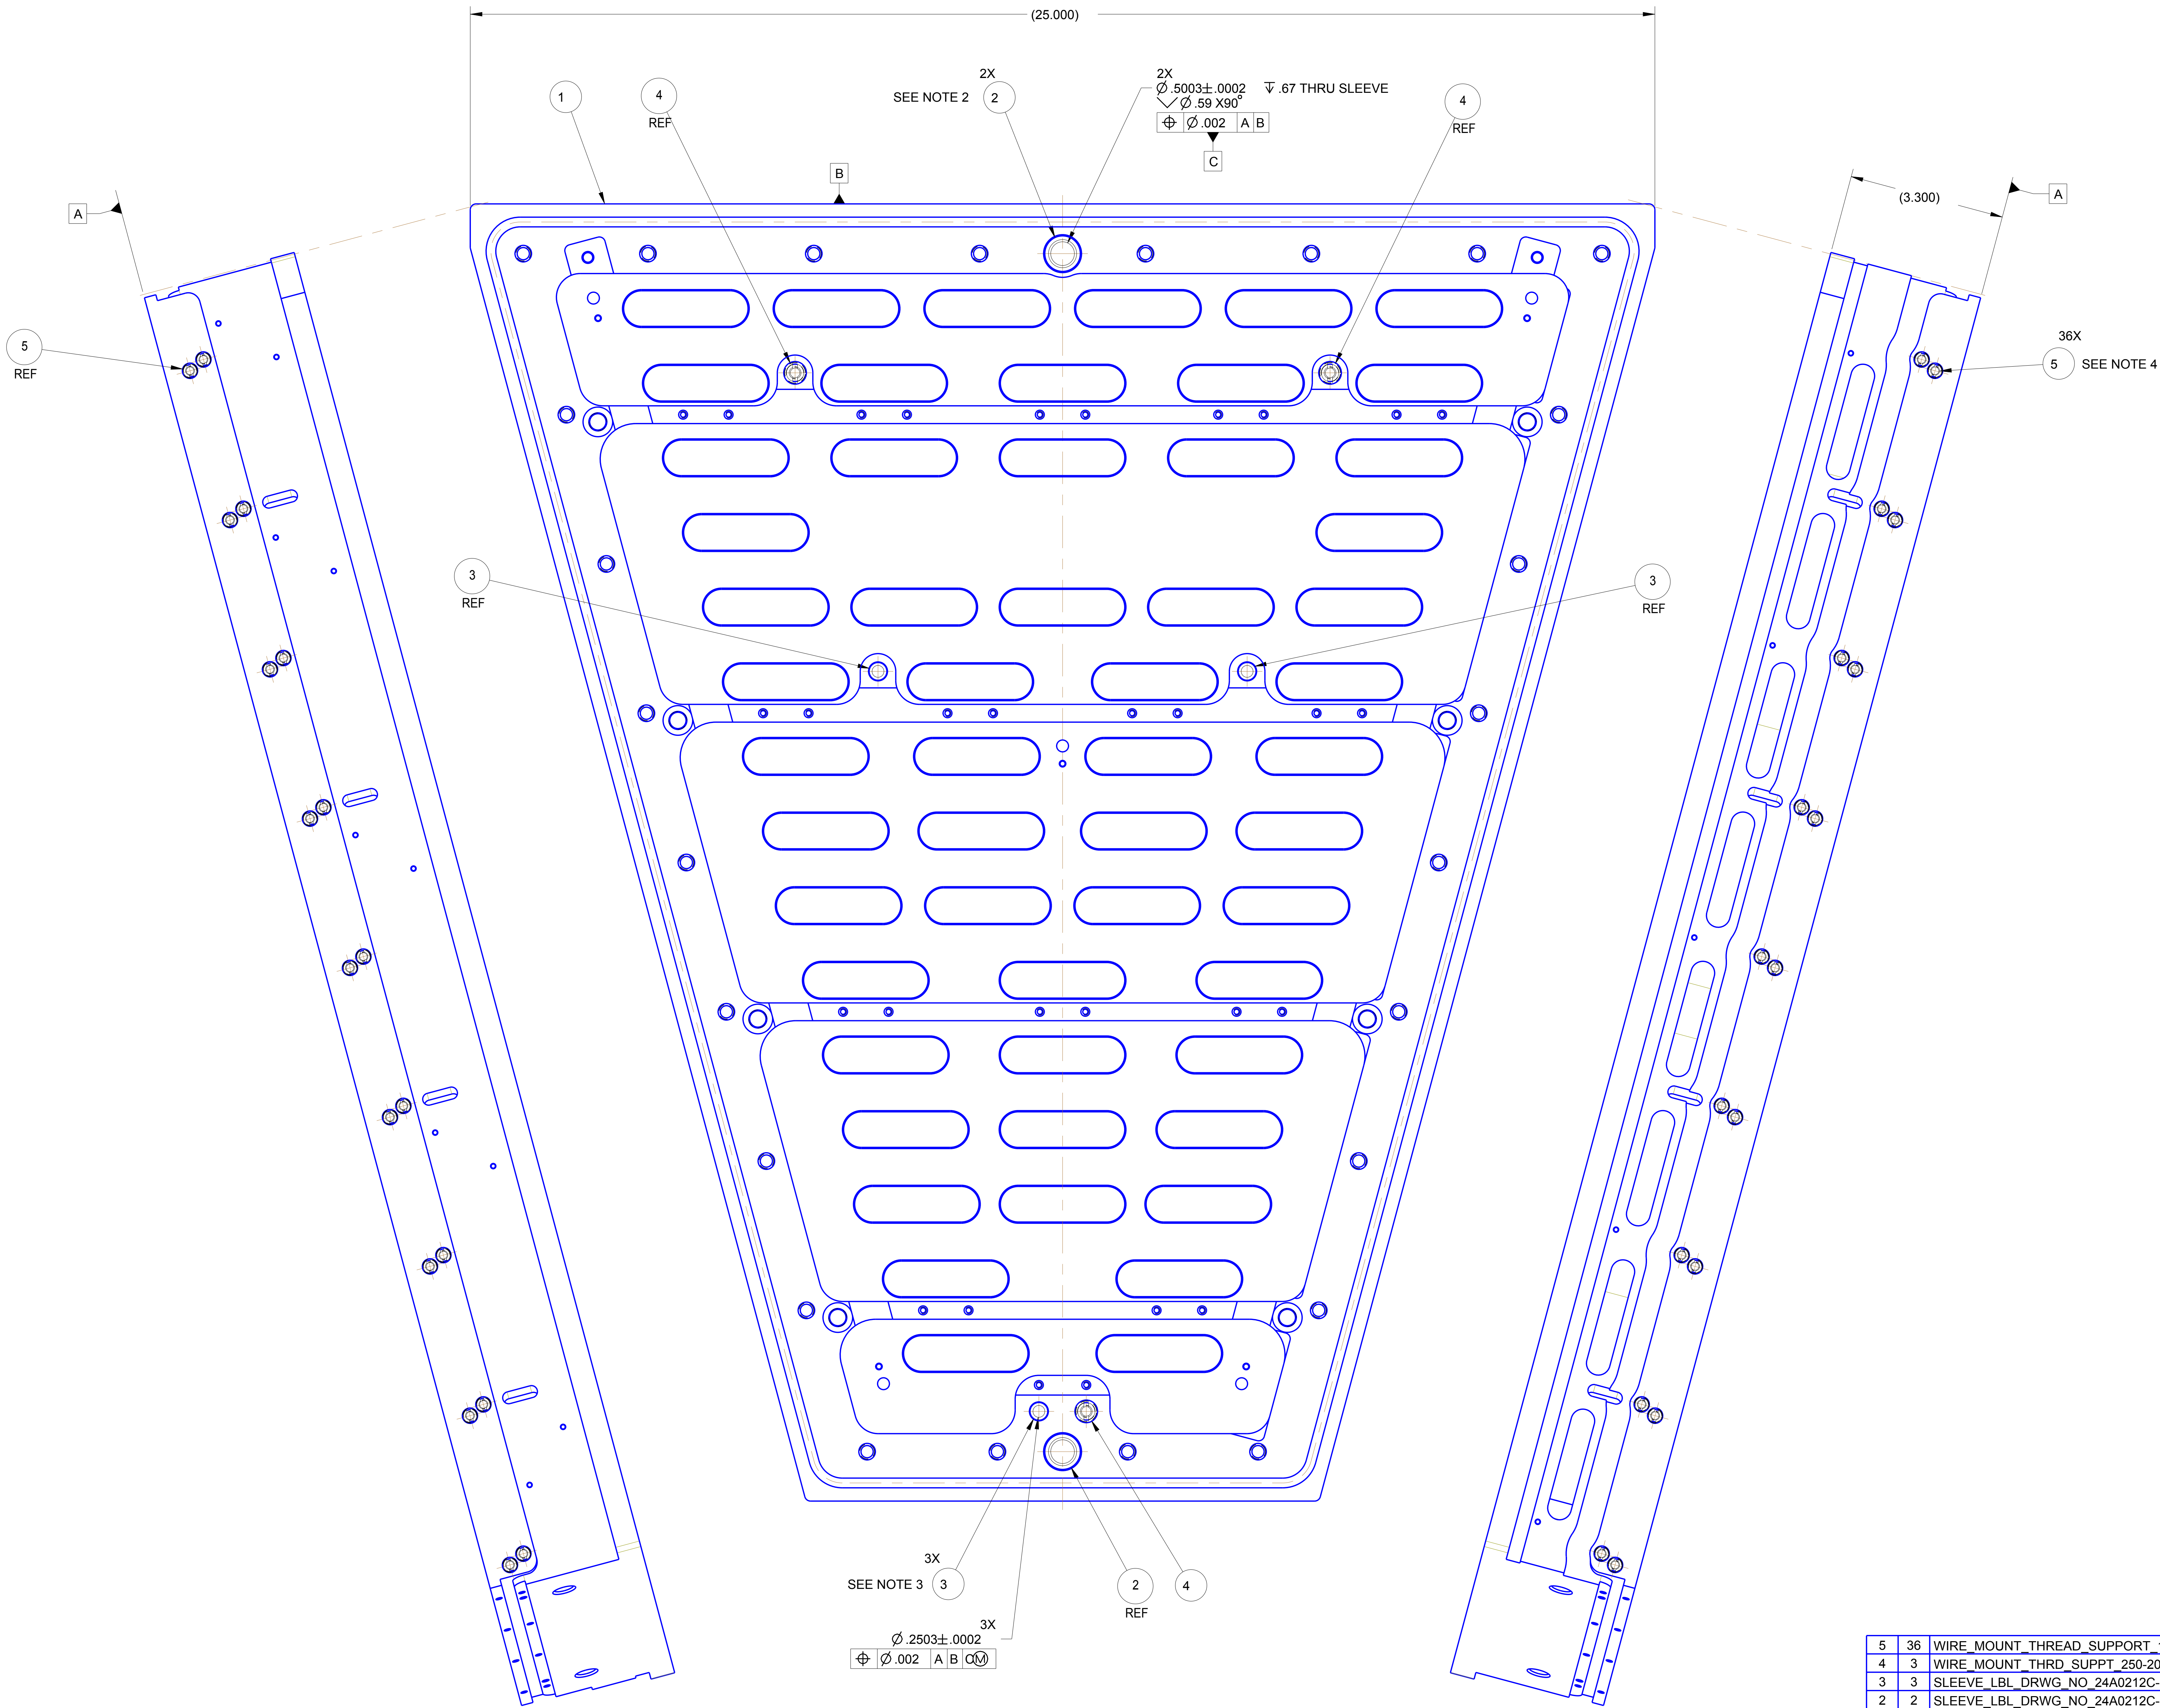 (25.000)
2X
SEE NOTE 2 2
2X
Ø .5003±.0002 ↧ .67 THRU SLEEVE
⌵ Ø .59 X90°
⌖ Ø .002 A B
C
1
4
REF
4
REF
B
A
(3.300)
A
5
REF
36X
5 SEE NOTE 4
3
REF
3
REF
3X
SEE NOTE 3 3
2
REF
4
3X
Ø .2503±.0002
⌖ Ø .002 A B CⓂ
5 36 WIRE_MOUNT_THREAD_SUPPORT_
4 3 WIRE_MOUNT_THRD_SUPPT_250-20
3 3 SLEEVE_LBL_DRWG_NO_24A0212C-
2 2 SLEEVE_LBL_DRWG_NO_24A0212C-